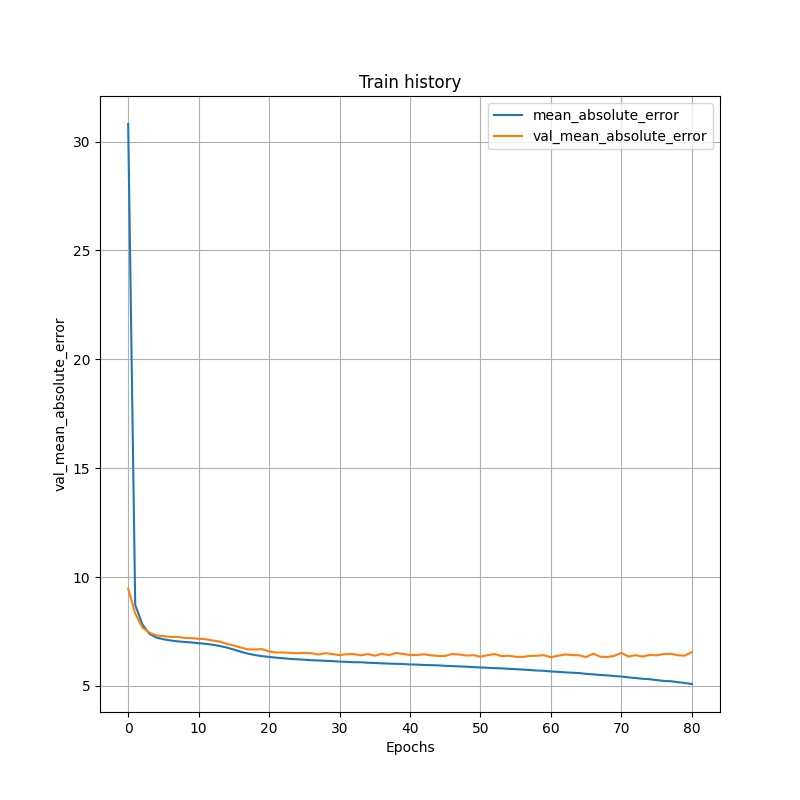 Train history
mean_absolute_error
val_mean_absolute_error
val_mean_absolute_error
30
25
20
15
10
5
0 10 20 30 40 50 60 70 80
Epochs